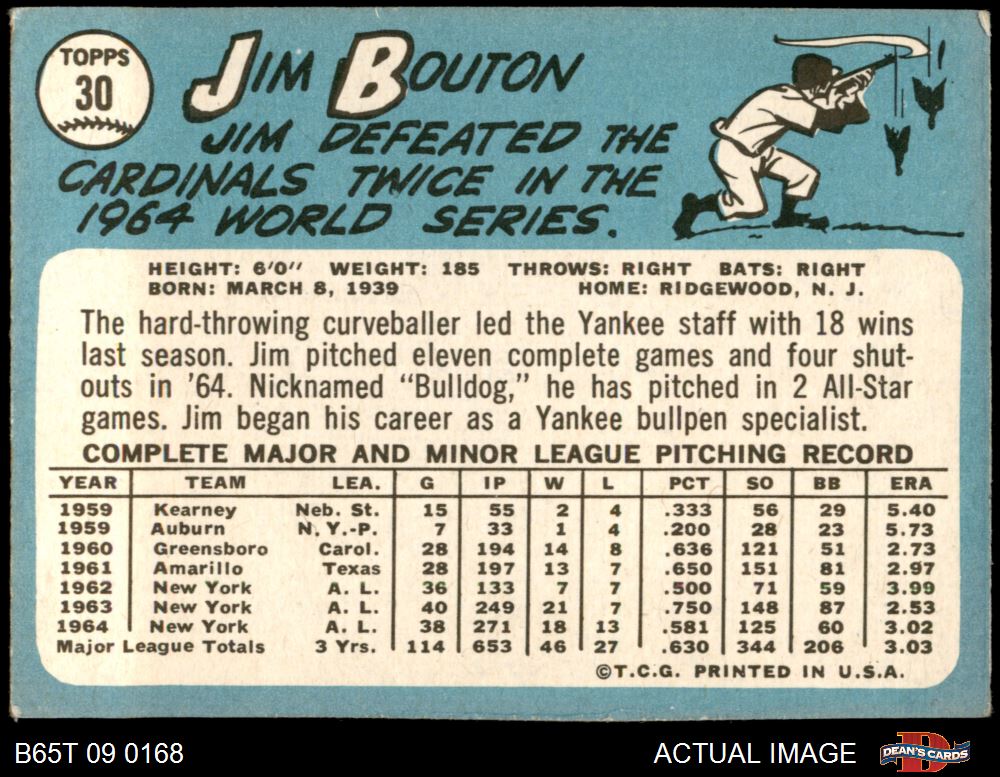 TOPPS
30
JIM BOUTON
JIM DEFEATED THE
CARDINALS TWICE IN THE
1964 WORLD SERIES.
HEIGHT: 6'0" WEIGHT: 185 THROWS: RIGHT BATS: RIGHT
BORN: MARCH 8, 1939 HOME: RIDGEWOOD, N. J.
The hard-throwing curveballer led the Yankee staff with 18 wins
last season. Jim pitched eleven complete games and four shut-
outs in '64. Nicknamed "Bulldog," he has pitched in 2 All-Star
games. Jim began his career as a Yankee bullpen specialist.
COMPLETE MAJOR AND MINOR LEAGUE PITCHING RECORD
YEAR TEAM LEA. G IP W L PCT SO BB ERA
1959 Kearney Neb. St. 15 55 2 4 .333 56 29 5.40
1959 Auburn N.Y.-P. 7 33 1 4 .200 28 23 5.73
1960 Greensboro Carol. 28 194 14 8 .636 121 51 2.73
1961 Amarillo Texas 28 197 13 7 .650 151 81 2.97
1962 New York A. L. 36 133 7 7 .500 71 59 3.99
1963 New York A. L. 40 249 21 7 .750 148 87 2.53
1964 New York A. L. 38 271 18 13 .581 125 60 3.02
Major League Totals 3 Yrs. 114 653 46 27 .630 344 206 3.03
©T.C.G. PRINTED IN U.S.A.
B65T 09 0168 ACTUAL IMAGE DEAN'S CARDS